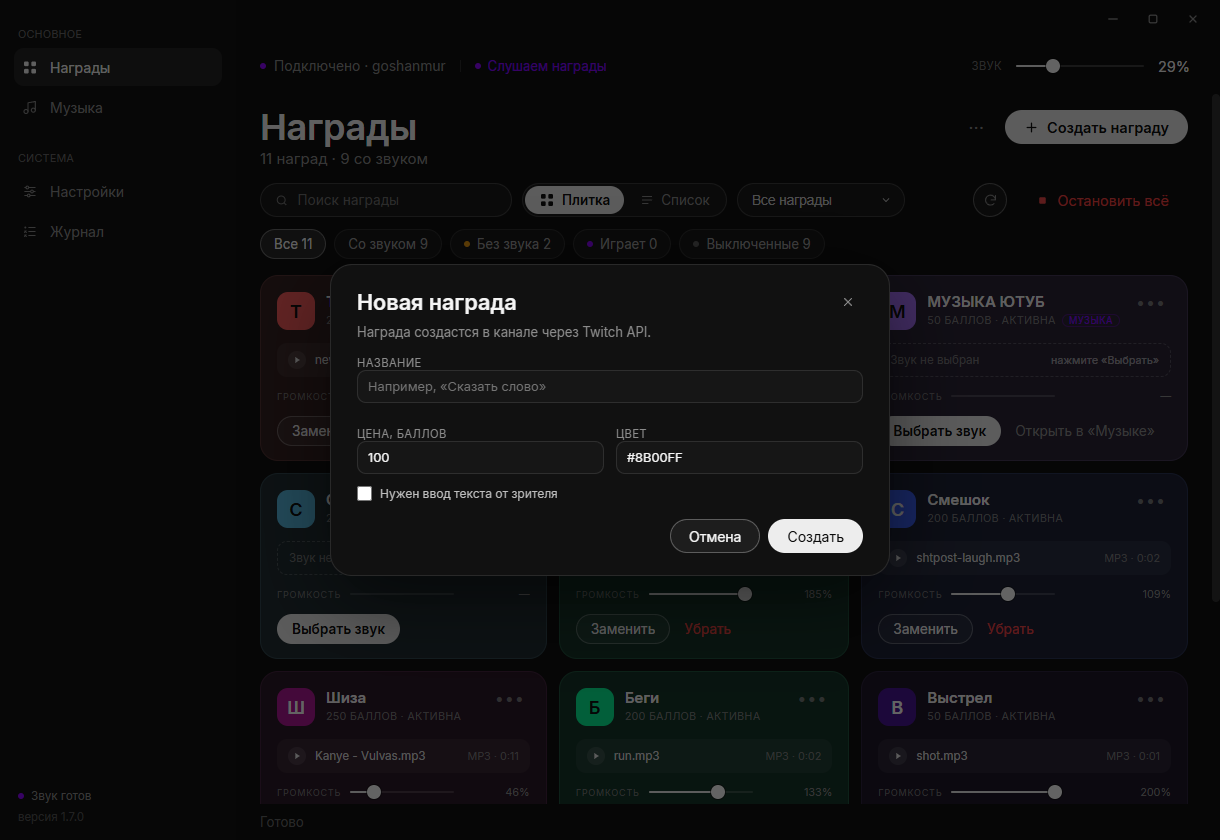 ОСНОВНОЕ
Награды
Музыка
СИСТЕМА
Настройки
Журнал
Звук готов
версия 1.7.0
Подключено · goshanmur
Слушаем награды
ЗВУК
29%
Награды
11 наград · 9 со звуком
Создать награду
Поиск награды
Плитка
Список
Все награды
Остановить всё
Все 11
Со звуком 9
Без звука 2
Играет 0
Выключенные 9
Новая награда
Награда создастся в канале через Twitch API.
НАЗВАНИЕ
Например, «Сказать слово»
ЦЕНА, БАЛЛОВ
ЦВЕТ
100
#8B00FF
Нужен ввод текста от зрителя
Отмена
Создать
Т
М
МУЗЫКА ЮТУБ
50 БАЛЛОВ · АКТИВНА
МУЗЫКА
Звук не выбран
нажмите «Выбрать»
—
Выбрать звук
Открыть в «Музыке»
С
ГРОМКОСТЬ
—
Выбрать звук
ГРОМКОСТЬ
185%
Заменить
Убрать
С
Смешок
200 БАЛЛОВ · АКТИВНА
shtpost-laugh.mp3
MP3 · 0:02
ГРОМКОСТЬ
109%
Заменить
Убрать
Ш
Шиза
250 БАЛЛОВ · АКТИВНА
Kanye - Vulvas.mp3
MP3 · 0:11
ГРОМКОСТЬ
46%
Б
Беги
200 БАЛЛОВ · АКТИВНА
run.mp3
MP3 · 0:02
ГРОМКОСТЬ
133%
В
Выстрел
50 БАЛЛОВ · АКТИВНА
shot.mp3
MP3 · 0:01
ГРОМКОСТЬ
200%
Готово